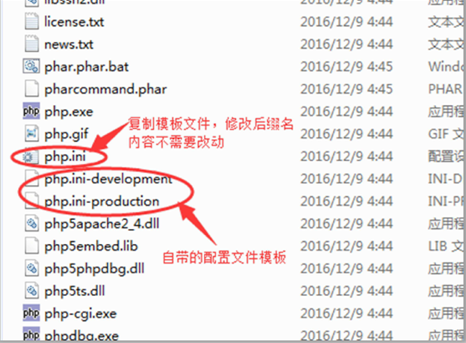 libssh2.dll 2016/12/9 4:44 应用程
license.txt 2016/12/9 4:44 文本文
news.txt 2016/12/9 4:44 文本文
phar.phar.bat 2016/12/9 4:45 Windo
pharcommand.phar 2016/12/9 4:45 PHAR
php.exe 2016/12/9 4:44 应用程
复制模板文件，修改后缀名
php.gif 2016/12/9 4:44 GIF 文
内容不需要改动
php.ini 2016/12/9 4:44 配置设
php.ini-development 2016/12/9 4:44 INI-D
php.ini-production 2016/12/9 4:44 INI-P
php5apache2_4.dll 2016/12/9 4:44 应用程
php5embed.lib 2016/12/9 4:44 LIB 文
自带的配置文件模板
php5phpdbg.dll 2016/12/9 4:44 应用程
php5ts.dll 2016/12/9 4:44 应用程
php-cgi.exe 2016/12/9 4:44 应用程
phpdbg.exe 2016/12/9 4:44 应用程